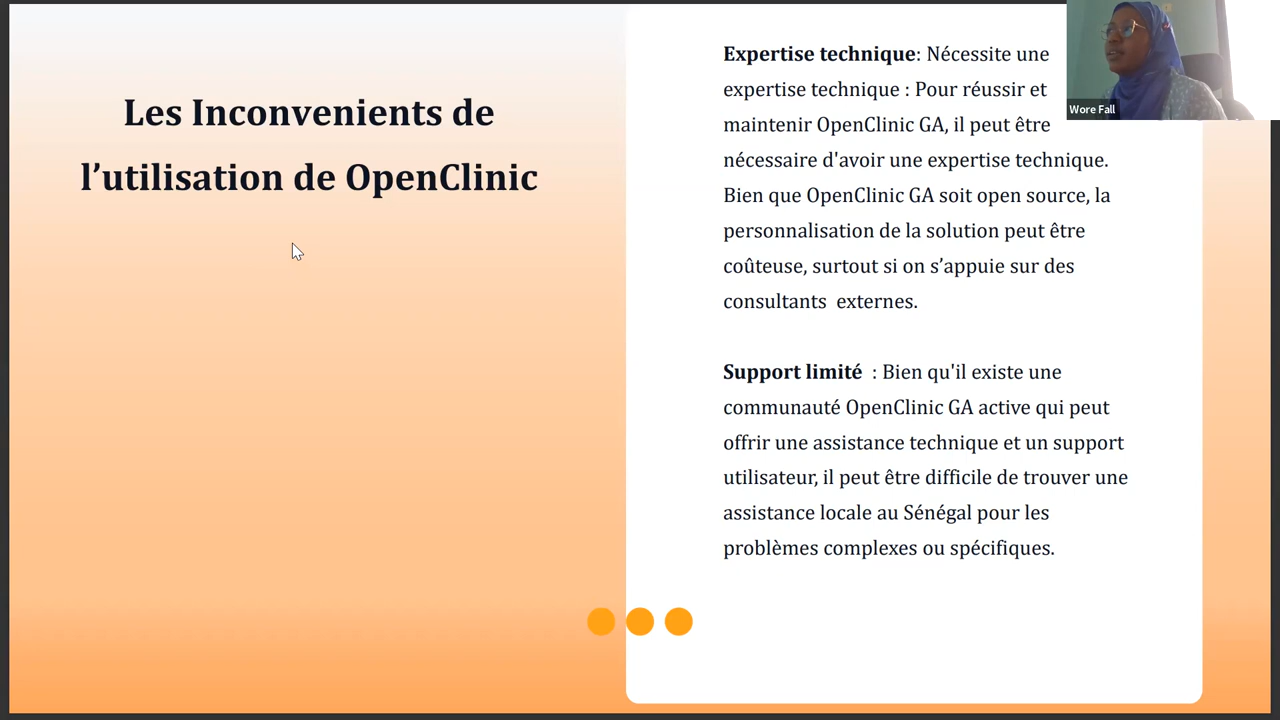 Les Inconvenients de
l’utilisation de OpenClinic
Expertise technique: Nécessite une
expertise technique : Pour réussir et
maintenir OpenClinic GA, il peut être
nécessaire d'avoir une expertise technique.
Bien que OpenClinic GA soit open source, la
personnalisation de la solution peut être
coûteuse, surtout si on s’appuie sur des
consultants  externes.
Support limité  : Bien qu'il existe une
communauté OpenClinic GA active qui peut
offrir une assistance technique et un support
utilisateur, il peut être difficile de trouver une
assistance locale au Sénégal pour les
problèmes complexes ou spécifiques.
Wore Fall